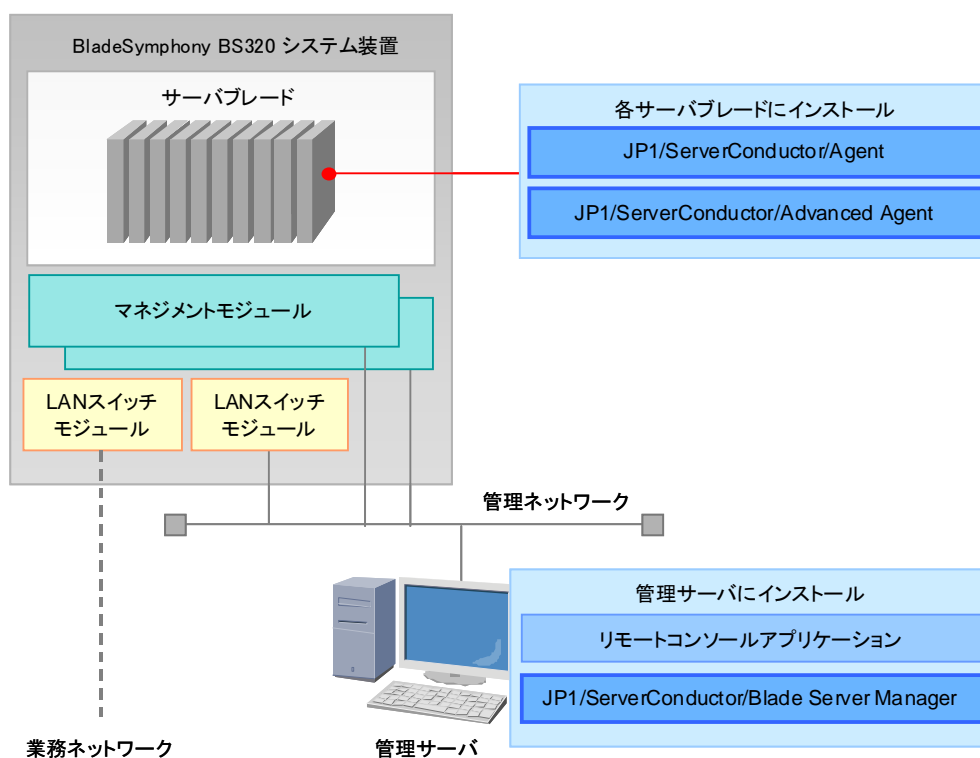 BladeSymphony BS320 システム装置
サーバブレード
各サーバブレードにインストール
JP1/ServerConductor/Agent
JP1/ServerConductor/Advanced Agent
マネジメントモジュール
LANスイッチ
モジュール
LANスイッチ
モジュール
管理ネットワーク
管理サーバにインストール
リモートコンソールアプリケーション
JP1/ServerConductor/Blade Server Manager
業務ネットワーク
管理サーバ